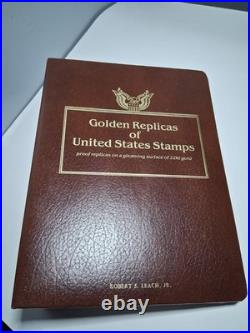 Golden Replicas
of
United States Stamps
proof replicas on a gleaming surface of 22Kt gold
ROBERT E. LEACH, JR.